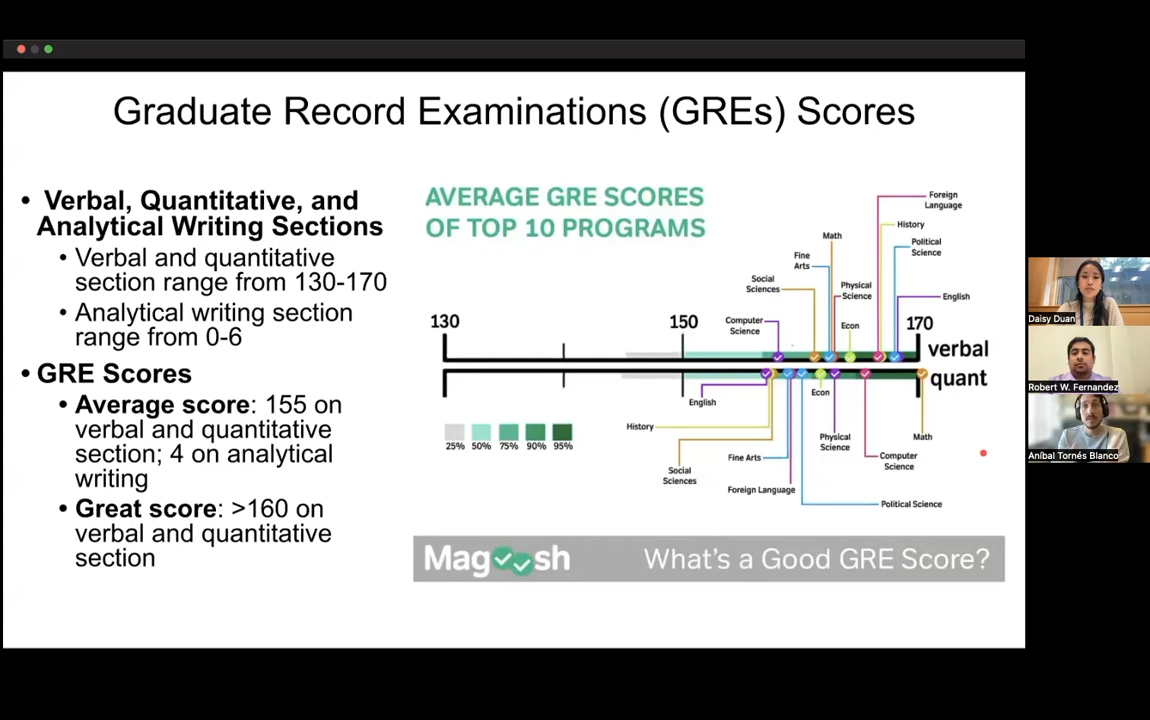 Graduate Record Examinations (GREs) Scores
• Verbal, Quantitative, and
Analytical Writing Sections
• Verbal and quantitative
section range from 130-170
• Analytical writing section
range from 0-6
• GRE Scores
• Average score: 155 on
verbal and quantitative
section; 4 on analytical
writing
• Great score: >160 on
verbal and quantitative
section
AVERAGE GRE SCORES
OF TOP 10 PROGRAMS
Foreign
Language
History
Political
Science
Math
Fine
Arts
Social
Sciences
Physical
Science
English
Computer
Science
Econ
130
150
170
verbal
quant
English
Econ
History
Physical
Science
Math
25%
50%
75%
90%
95%
Fine Arts
Computer
Science
Social
Sciences
Foreign Language
Political Science
Magoosh
What's a Good GRE Score?
Daisy Duan
Robert W. Fernandez
Aníbal Tornés Blanco